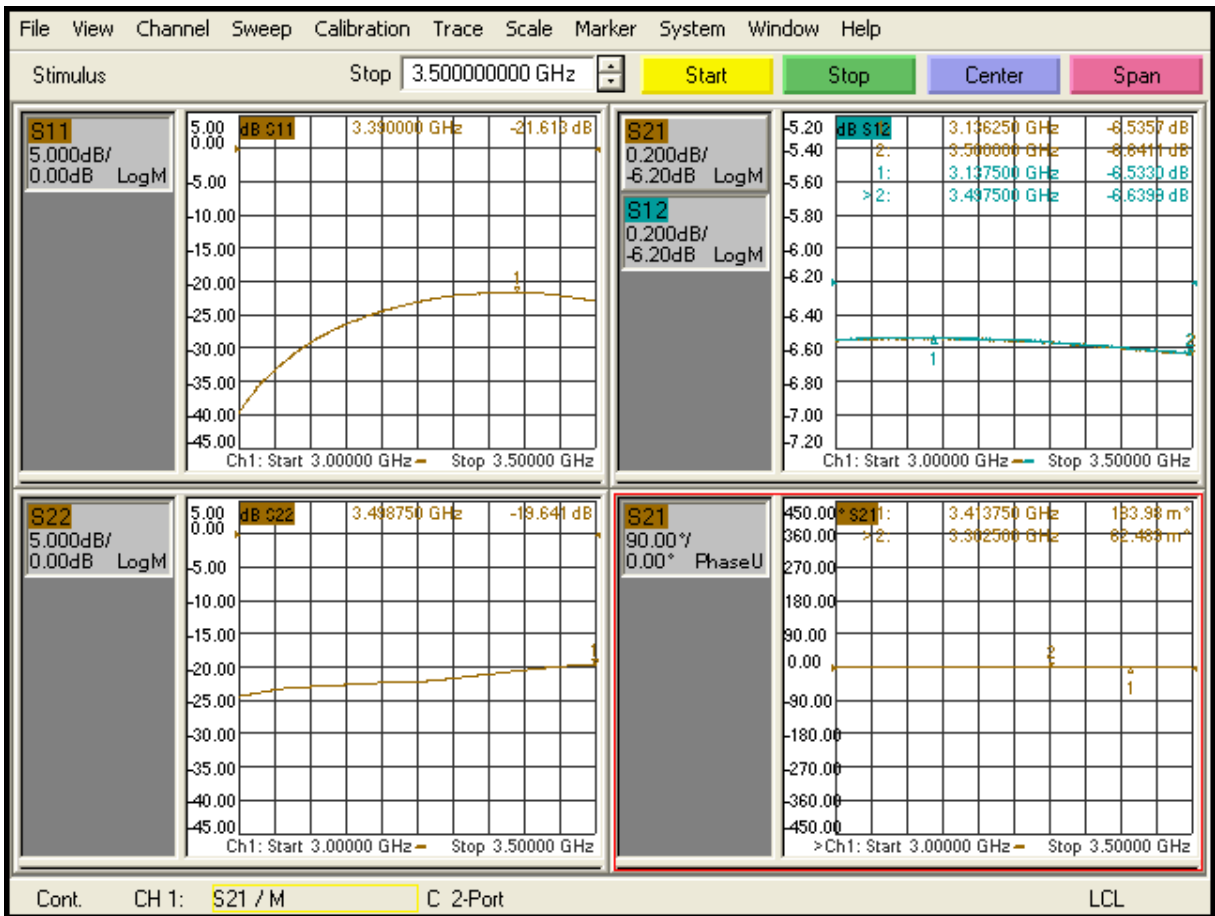 File View Channel Sweep Calibration Trace Scale Marker System Window Help
Stimulus Stop 3.500000000 GHz Start Stop Center Span
S11
5.000dB/
0.00dB LogM
5.00
0.00
-5.00
-10.00
-15.00
-20.00
-25.00
-30.00
-35.00
-40.00
-45.00
dB S11 3.390000 GHz -21.613 dB
1
Ch1: Start 3.00000 GHz Stop 3.50000 GHz
S21
0.200dB/
-6.20dB LogM
S12
0.200dB/
-6.20dB LogM
-5.20
-5.40
-5.60
-5.80
-6.00
-6.20
-6.40
-6.60
-6.80
-7.00
-7.20
dB S12 3.136250 GHz -6.5357 dB
2: 3.500000 GHz -6.6411 dB
1: 3.137500 GHz -6.5330 dB
>2: 3.497500 GHz -6.6399 dB
1
2
Ch1: Start 3.00000 GHz Stop 3.50000 GHz
S22
5.000dB/
0.00dB LogM
5.00
0.00
-5.00
-10.00
-15.00
-20.00
-25.00
-30.00
-35.00
-40.00
-45.00
dB S22 3.498750 GHz -19.641 dB
1
Ch1: Start 3.00000 GHz Stop 3.50000 GHz
S21
90.00°/
0.00° PhaseU
450.00
360.00
270.00
180.00
90.00
0.00
-90.00
-180.00
-270.00
-360.00
-450.00
° S21 1: 3.413750 GHz 183.98 m°
>2: 3.302500 GHz m°
2
1
>Ch1: Start 3.00000 GHz Stop 3.50000 GHz
Cont. CH 1: S21 / M C 2-Port LCL